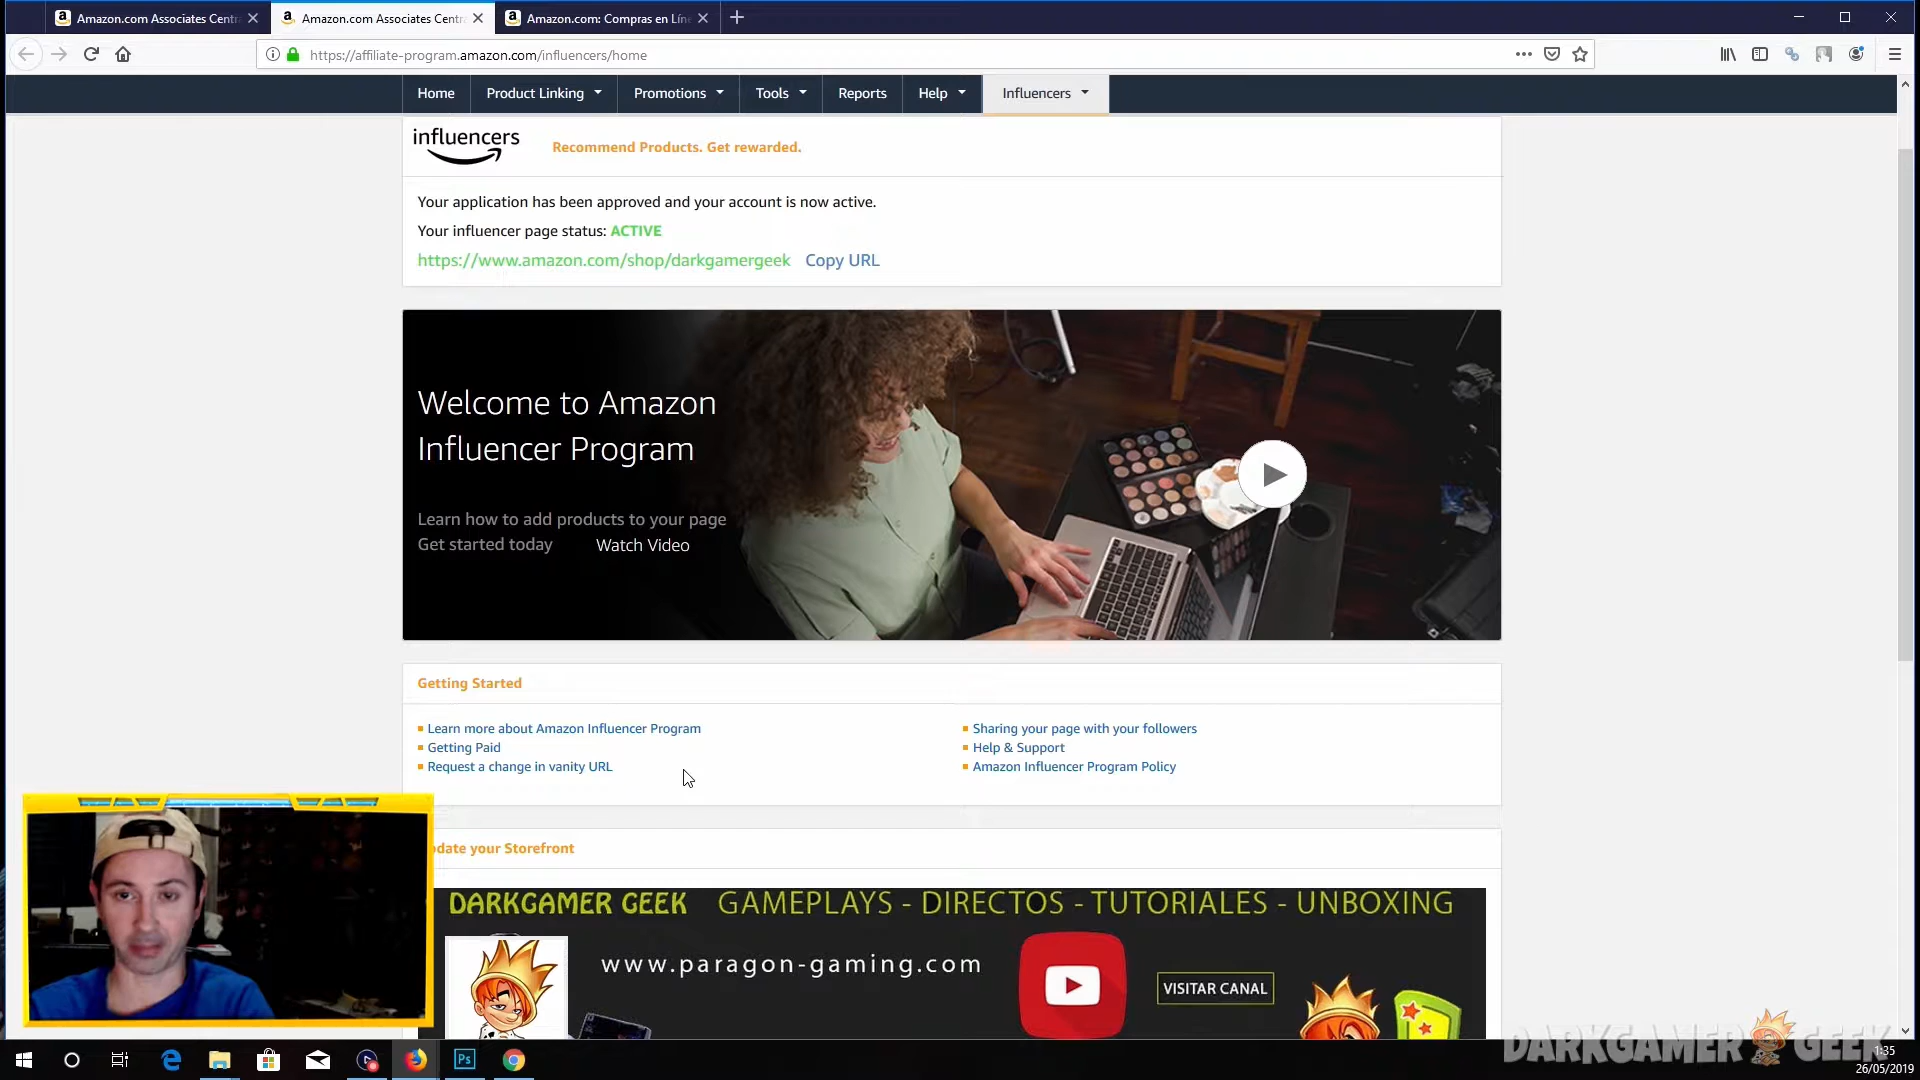 Amazon.com Associates Centr
Amazon.com Associates Centr
Amazon.com: Compras en Lín
https://affiliate-program.amazon.com/influencers/home
Home
Product Linking
Promotions
Tools
Reports
Help
Influencers
influencers
Recommend Products. Get rewarded.
Your application has been approved and your account is now active.
Your influencer page status: ACTIVE
https://www.amazon.com/shop/darkgamergeek Copy URL
Welcome to Amazon
Influencer Program
Learn how to add products to your page
Get started today Watch Video
Getting Started
Learn more about Amazon Influencer Program
Getting Paid
Request a change in vanity URL
Sharing your page with your followers
Help & Support
Amazon Influencer Program Policy
date your Storefront
DARKGAMER GEEK GAMEPLAYS - DIRECTOS - TUTORIALES - UNBOXING
www.paragon-gaming.com
VISITAR CANAL
DARKGAMER GEEK
Ps
1:35
26/05/2019